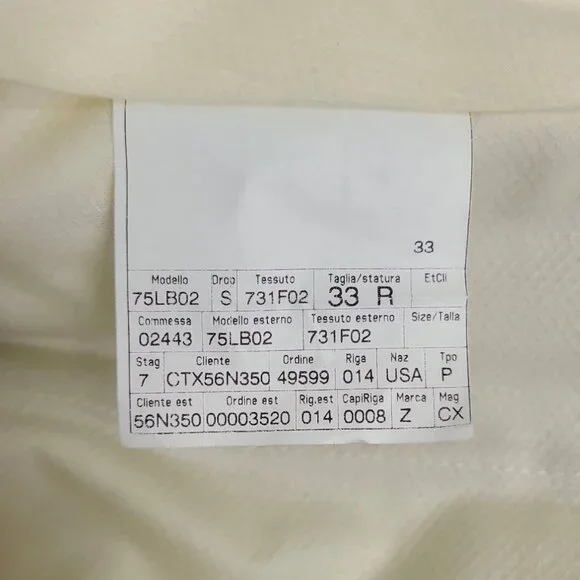 33
Modello Drop Tessuto Taglia/statura EtCli
75LB02 S 731F02 33 R
Commessa Modello esterno Tessuto esterno Size/Talla
02443 75LB02 731F02
Stag Cliente Ordine Riga Naz Tpo
7 CTX56N350 49599 014 USA P
Cliente est Ordine est Rig.est CapiRiga Marca Mag
56N350 00003520 014 0008 Z CX